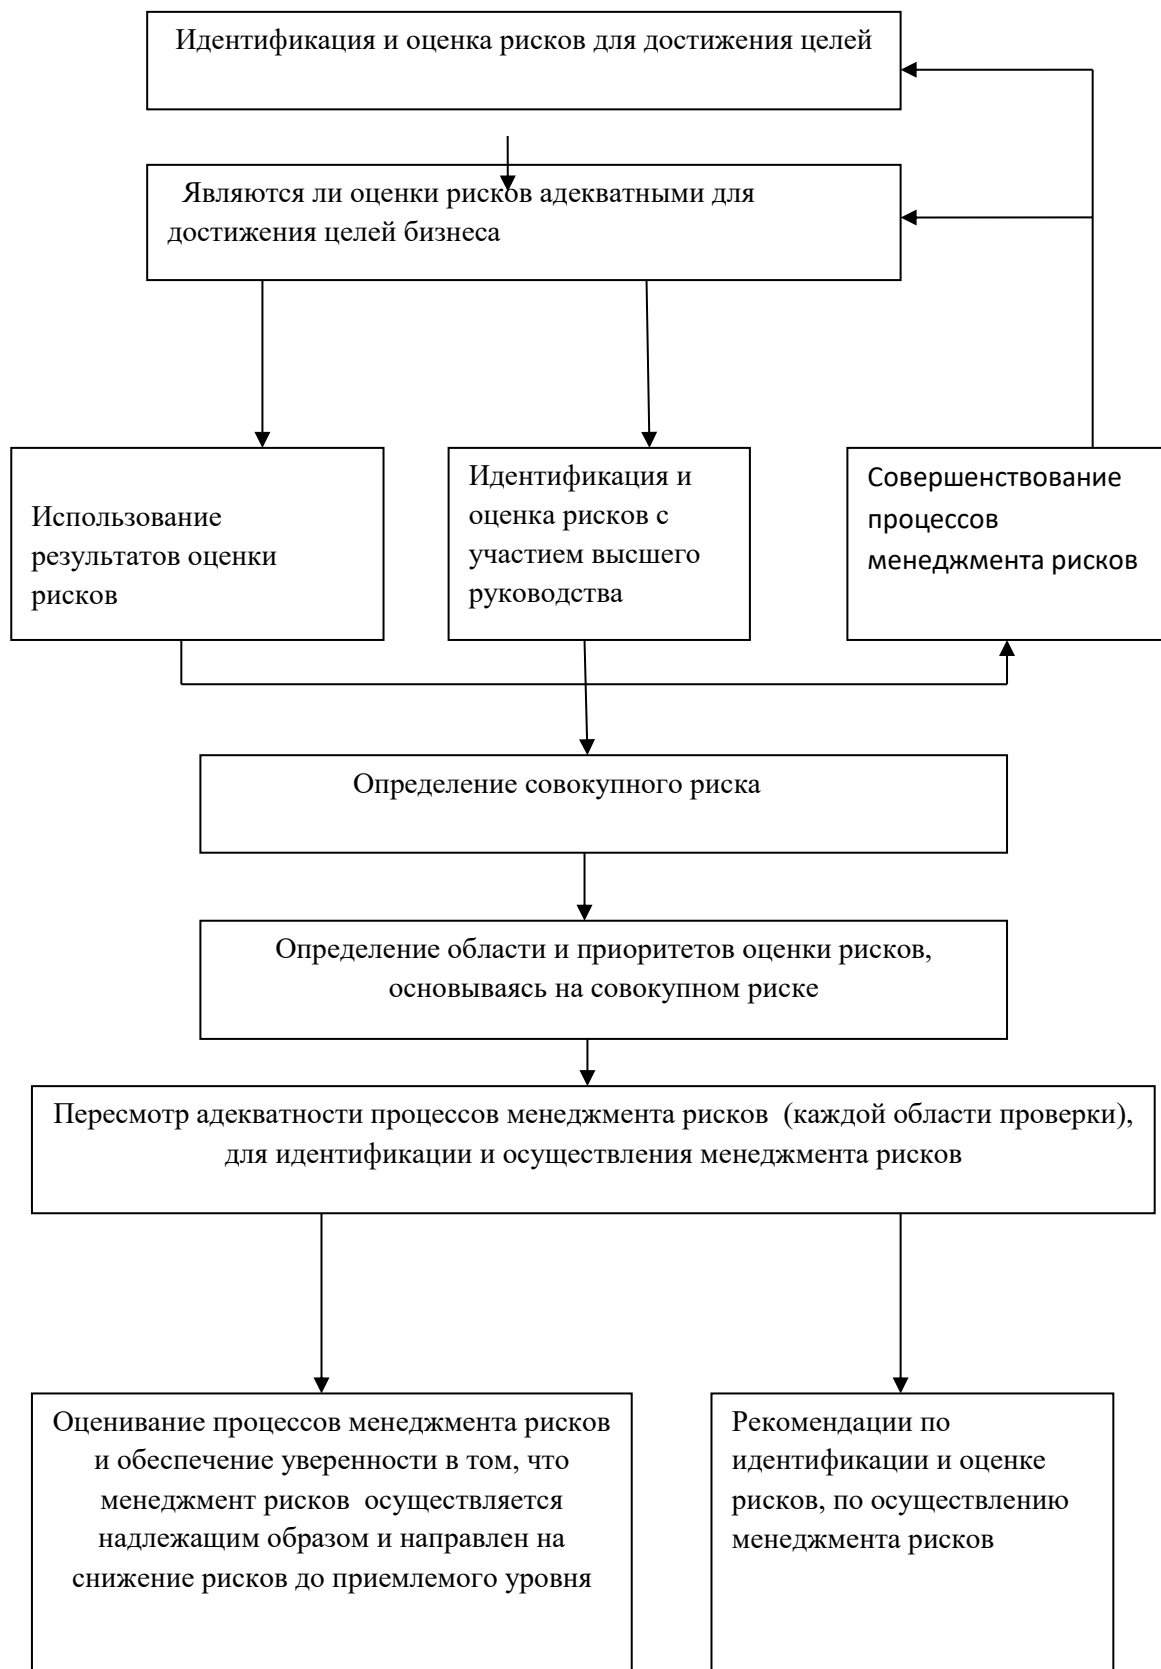 Идентификация и оценка рисков для достижения целей
Являются ли оценки рисков адекватными для
достижения целей бизнеса
Использование
результатов оценки
рисков
Идентификация и
оценка рисков с
участием высшего
руководства
Совершенствование
процессов
менеджмента рисков
Определение совокупного риска
Определение области и приоритетов оценки рисков,
основываясь на совокупном риске
Пересмотр адекватности процессов менеджмента рисков (каждой области проверки),
для идентификации и осуществления менеджмента рисков
Оценивание процессов менеджмента рисков
и обеспечение уверенности в том, что
менеджмент рисков осуществляется
надлежащим образом и направлен на
снижение рисков до приемлемого уровня
Рекомендации по
идентификации и оценке
рисков, по осуществлению
менеджмента рисков